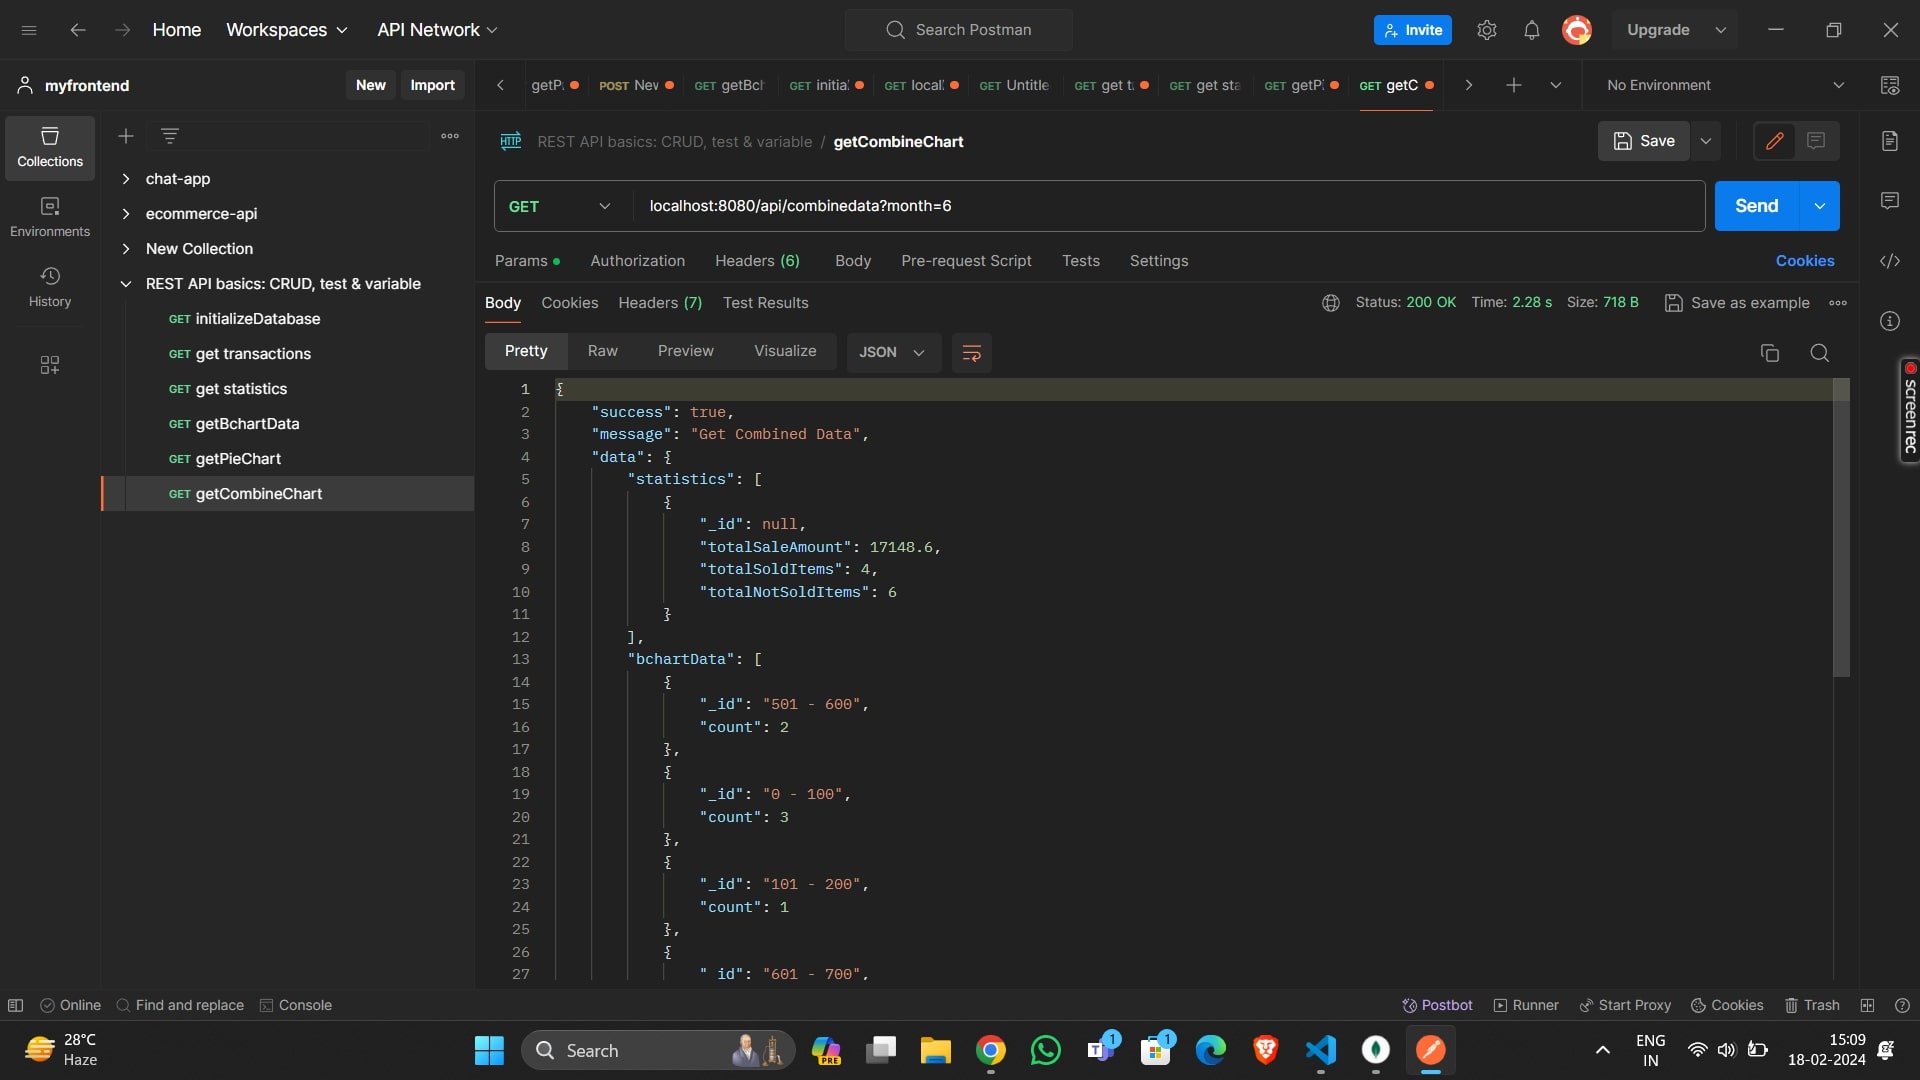 Home Workspaces API Network Search Postman Invite Upgrade
myfrontend New Import
getP POST Nev GET getBch GET initia GET local GET Untitle GET get t GET get sta GET getPi GET getC No Environment
Collections
Environments
History
chat-app
ecommerce-api
New Collection
REST API basics: CRUD, test & variable
GET initializeDatabase
GET get transactions
GET get statistics
GET getBchartData
GET getPieChart
GET getCombineChart
HTTP REST API basics: CRUD, test & variable / getCombineChart Save
GET localhost:8080/api/combinedata?month=6 Send
Params Authorization Headers (6) Body Pre-request Script Tests Settings Cookies
Body Cookies Headers (7) Test Results Status: 200 OK Time: 2.28 s Size: 718 B Save as example
Pretty Raw Preview Visualize JSON
1 {
2 "success": true,
3 "message": "Get Combined Data",
4 "data": {
5 "statistics": [
6 {
7 "_id": null,
8 "totalSaleAmount": 17148.6,
9 "totalSoldItems": 4,
10 "totalNotSoldItems": 6
11 }
12 ],
13 "bchartData": [
14 {
15 "_id": "501 - 600",
16 "count": 2
17 },
18 {
19 "_id": "0 - 100",
20 "count": 3
21 },
22 {
23 "_id": "101 - 200",
24 "count": 1
25 },
26 {
27 "_id": "601 - 700",
screenrec
Online Find and replace Console Postbot Runner Start Proxy Cookies Trash
28°C
Haze
Search
PRE
1
1
ENG
IN
15:09
18-02-2024